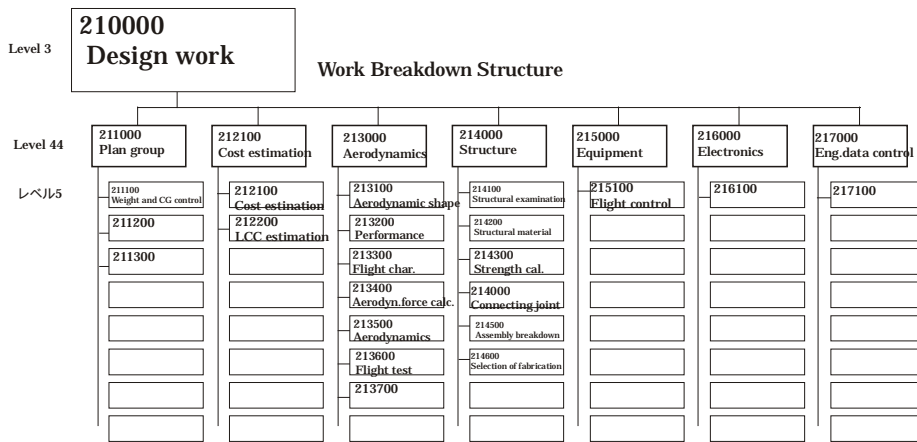 210000
Design work
Level 3
Work Breakdown Structure
Level 44
211000
Plan group
212100
Cost estimation
213000
Aerodynamics
214000
Structure
215000
Equipment
216000
Electronics
217000
Eng.data control
レベル5
211100
Weight and CG control
211200
211300
212100
Cost estination
212200
LCC estimation
213100
Aerodynamic shape
213200
Performance
213300
Flight char.
213400
Aerodyn.force calc.
213500
Aerodynamics
213600
Flight test
213700
214100
Structural examination
214200
Structural material
214300
Strength cal.
214000
Connecting joint
214500
Assembly breakdown
214600
Selection of fabrication
215100
Flight control
216100
217100